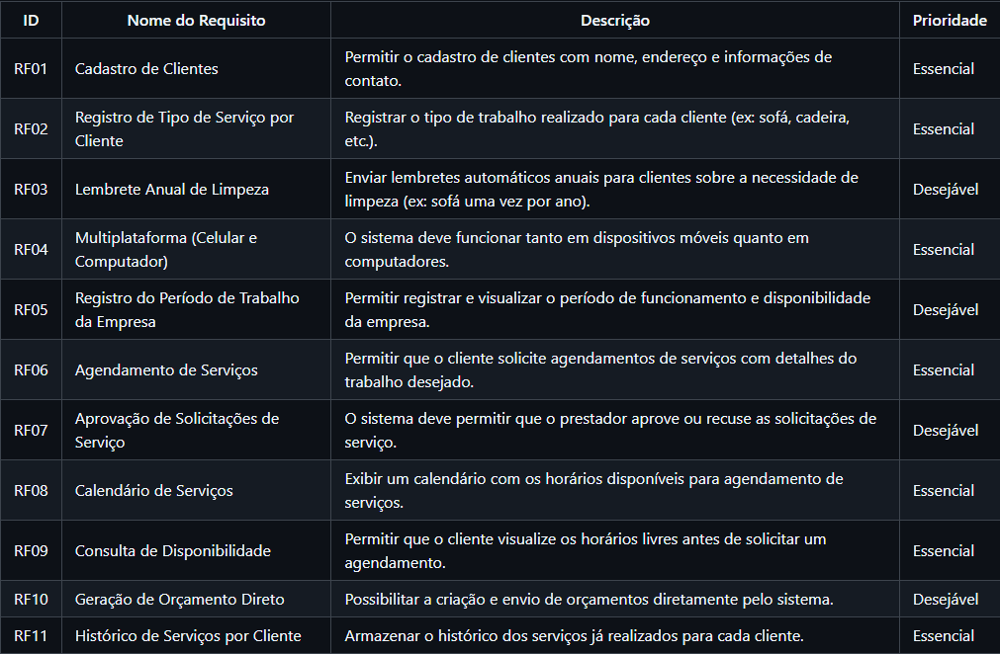 ID Nome do Requisito Descrição Prioridade
RF01 Cadastro de Clientes Permitir o cadastro de clientes com nome, endereço e informações de
contato. Essencial
RF02 Registro de Tipo de Serviço por
Cliente Registrar o tipo de trabalho realizado para cada cliente (ex: sofá, cadeira,
etc.). Essencial
RF03 Lembrete Anual de Limpeza Enviar lembretes automáticos anuais para clientes sobre a necessidade de
limpeza (ex: sofá uma vez por ano). Desejável
RF04 Multiplataforma (Celular e
Computador) O sistema deve funcionar tanto em dispositivos móveis quanto em
computadores. Essencial
RF05 Registro do Período de Trabalho
da Empresa Permitir registrar e visualizar o período de funcionamento e disponibilidade
da empresa. Desejável
RF06 Agendamento de Serviços Permitir que o cliente solicite agendamentos de serviços com detalhes do
trabalho desejado. Essencial
RF07 Aprovação de Solicitações de
Serviço O sistema deve permitir que o prestador aprove ou recuse as solicitações de
serviço. Desejável
RF08 Calendário de Serviços Exibir um calendário com os horários disponíveis para agendamento de
serviços. Essencial
RF09 Consulta de Disponibilidade Permitir que o cliente visualize os horários livres antes de solicitar um
agendamento. Essencial
RF10 Geração de Orçamento Direto Possibilitar a criação e envio de orçamentos diretamente pelo sistema. Desejável
RF11 Histórico de Serviços por Cliente Armazenar o histórico dos serviços já realizados para cada cliente. Essencial